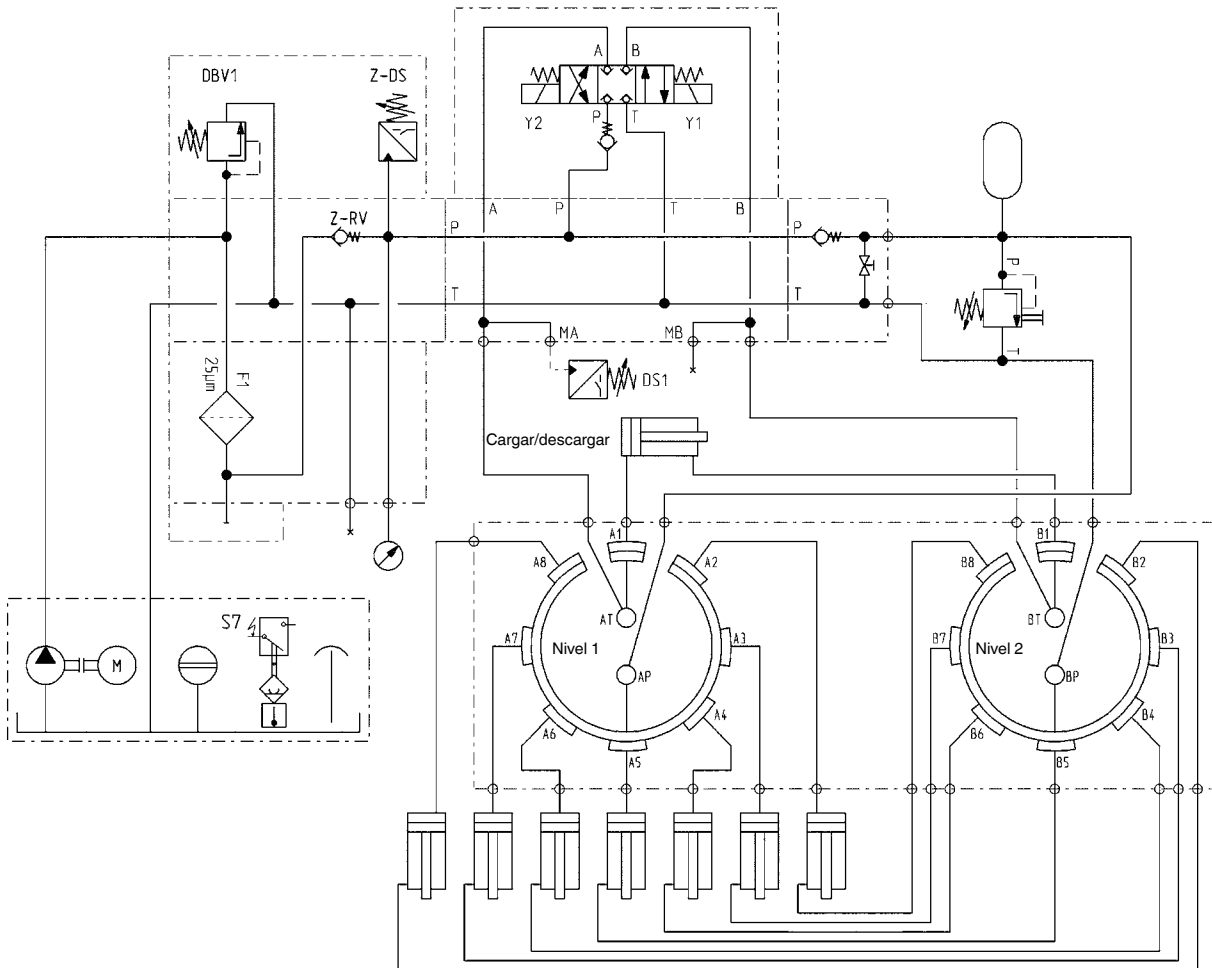 A B
DBV1 Z-DS
Y2 P T Y1
A P T B
Z-RV
P P P
T T
MA MB
T
F1
25µm
DS1
Cargar/descargar
A1 B1
A8 A2 B8 B2
S7
AT BT
A7 Nivel 1 A3 B7 Nivel 2 B3
M
AP BP
A6 A4 B6 B4
A5 B5